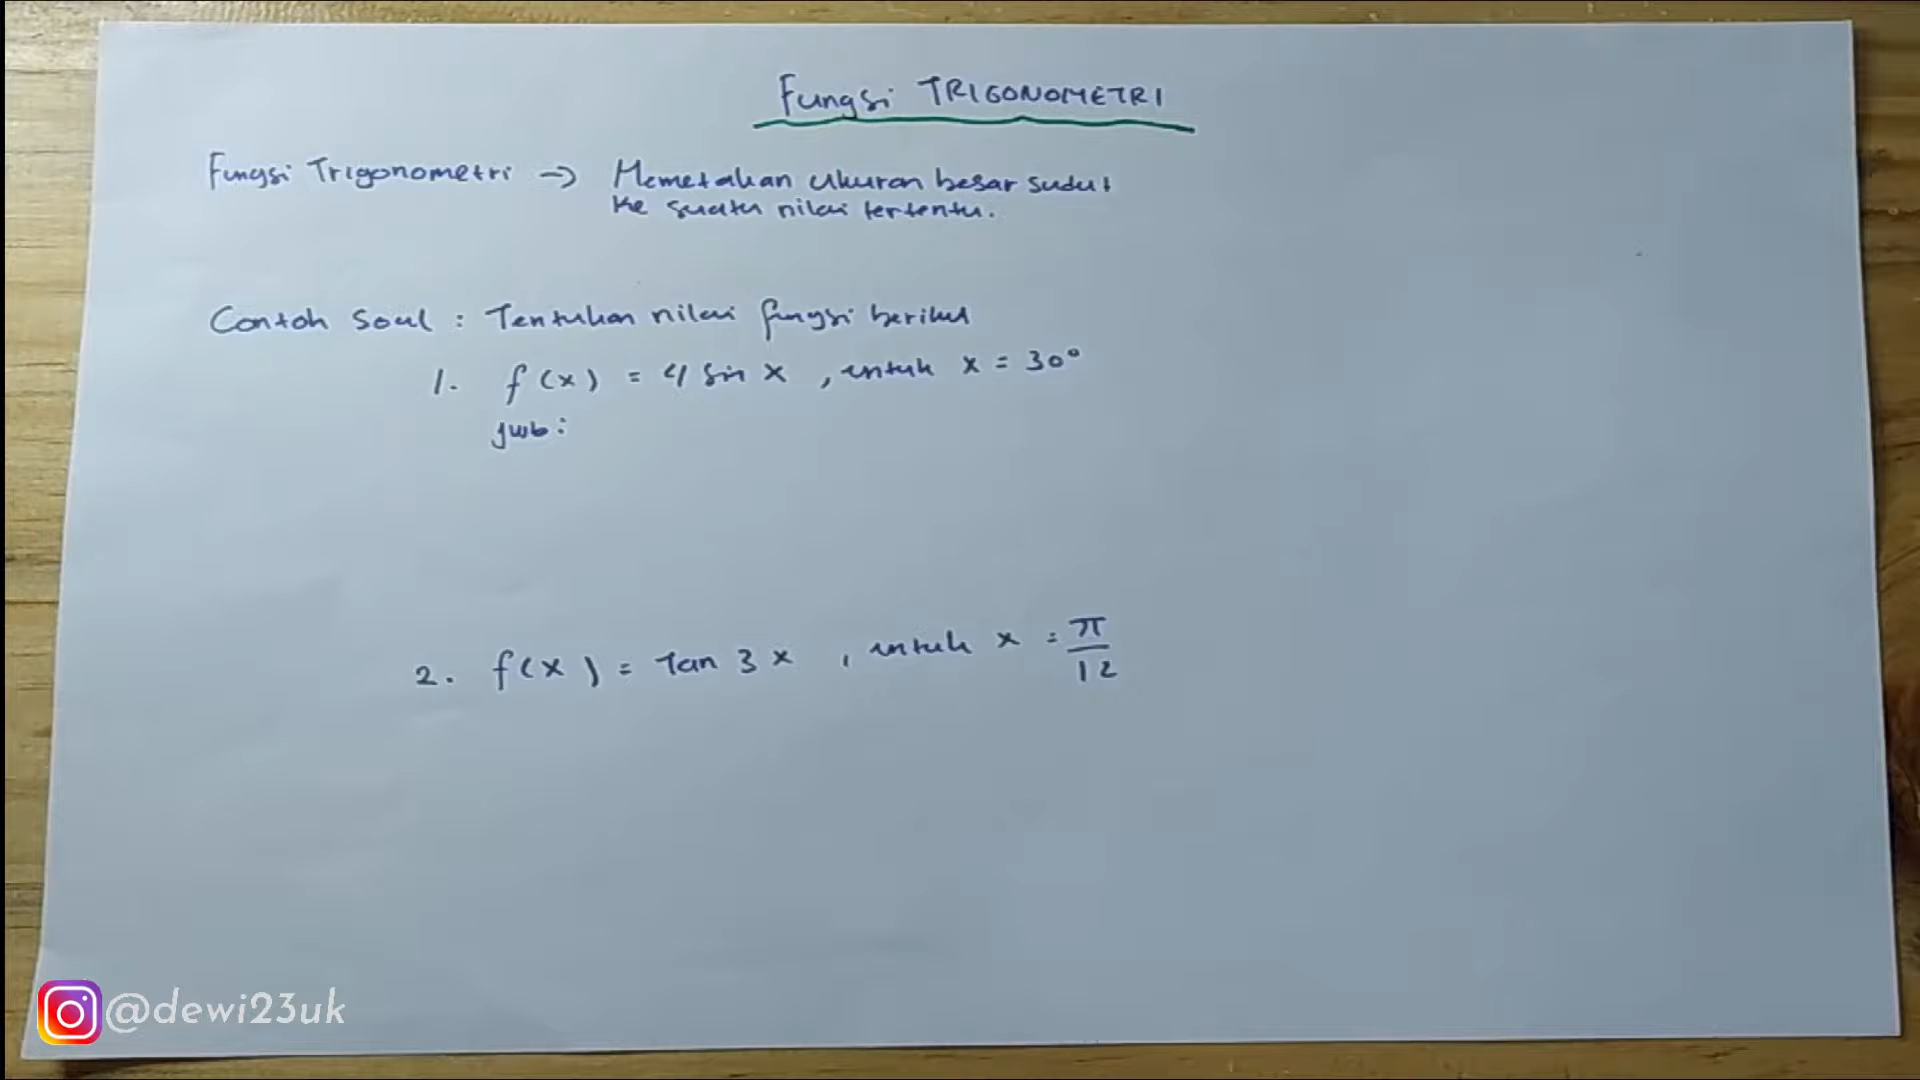 Fungsi TRIGONOMETRI
Fungsi Trigonometri → Memetakan ukuran besar sudut
ke suatu nilai tertentu.
Contoh Soal : Tentukan nilai fungsi berikut
1. f(x) = 4 sin x , untuk x = 30°
jwb :
2. f(x) = Tan 3x , untuk x = π/12
@dewi23uk